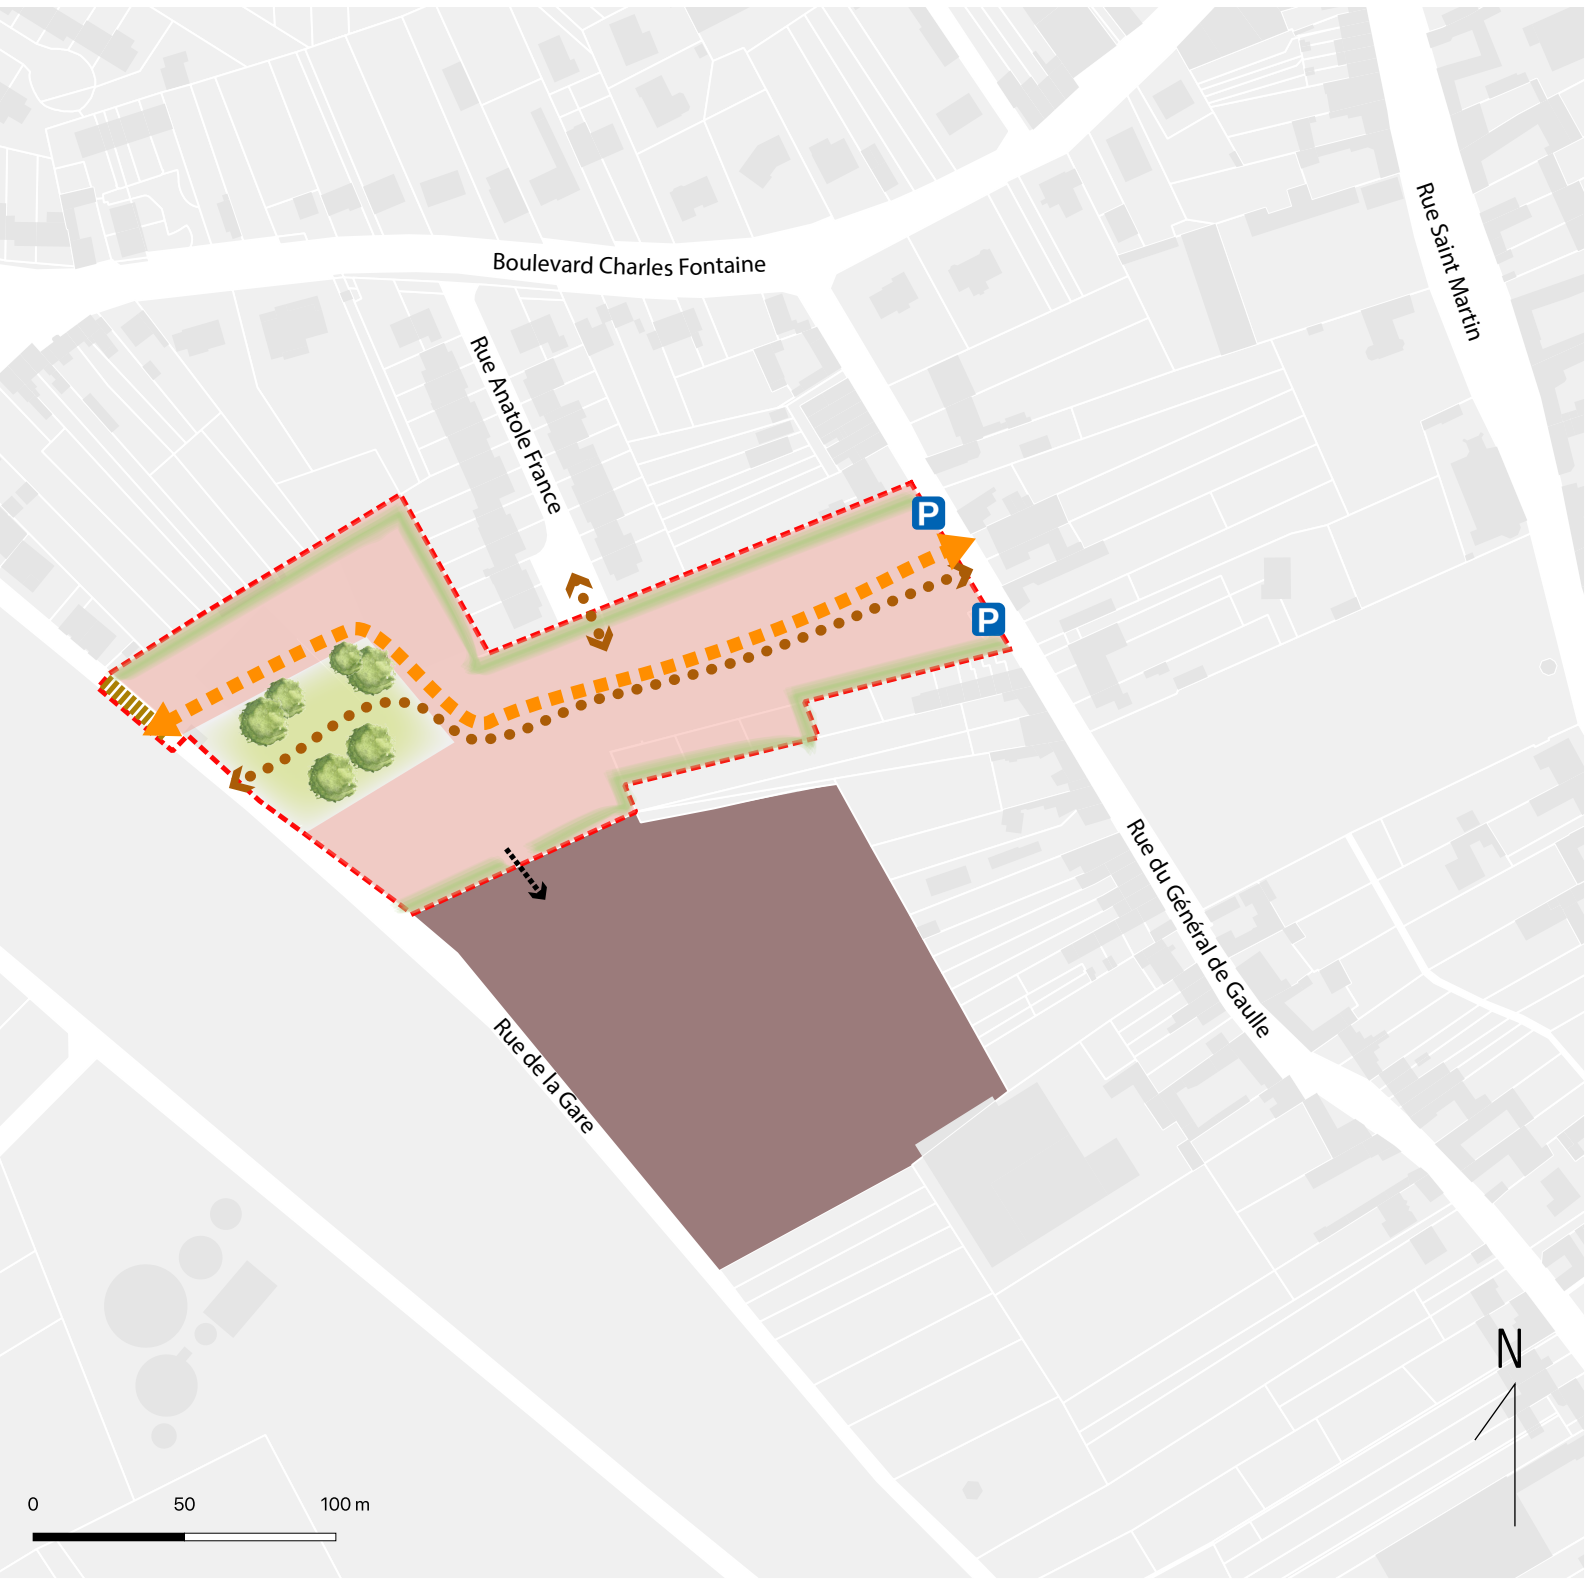 Boulevard Charles Fontaine
Rue Saint Martin
Rue Anatole France
P
P
Rue du Général de Gaulle
Rue de la Gare
N
0 50 100 m